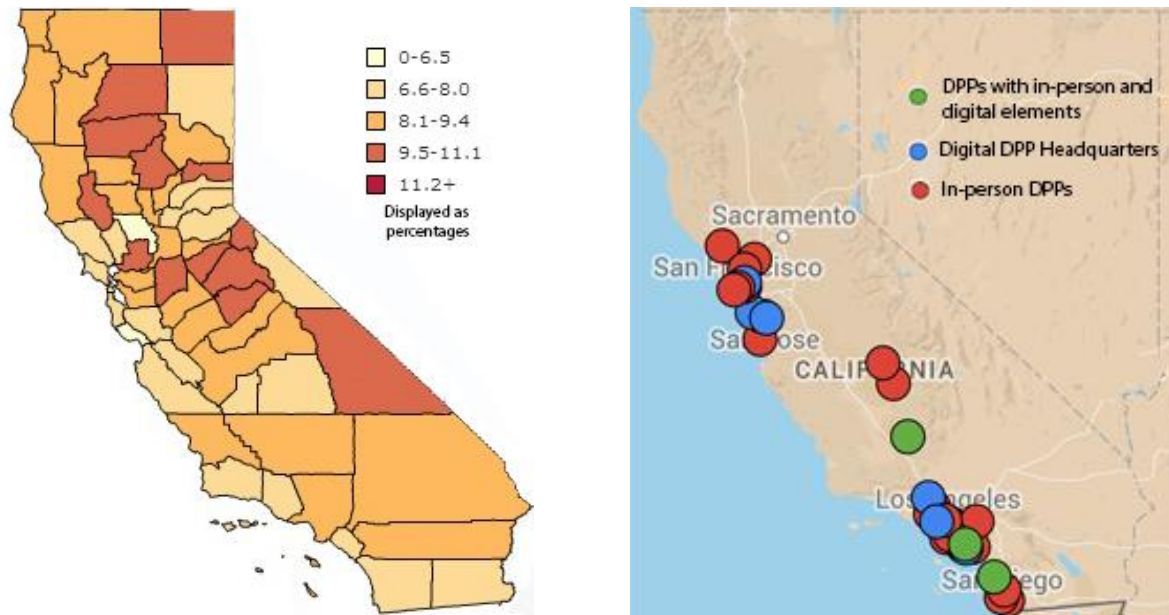 0-6.5
6.6-8.0
8.1-9.4
9.5-11.1
11.2+
Displayed as
percentages
DPPs with in-person and
digital elements
Digital DPP Headquarters
In-person DPPs
Sacramento
San Francisco
San Jose
CALIFORNIA
Los Angeles
San Diego